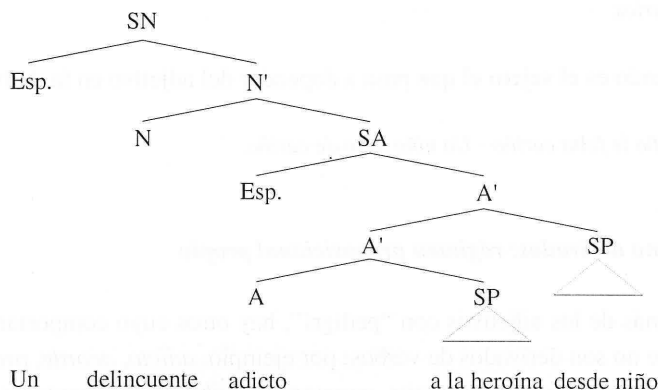 SN
Esp. N'
N SA
Esp. A'
A' SP
A SP
Un delincuente adicto a la heroína desde niño